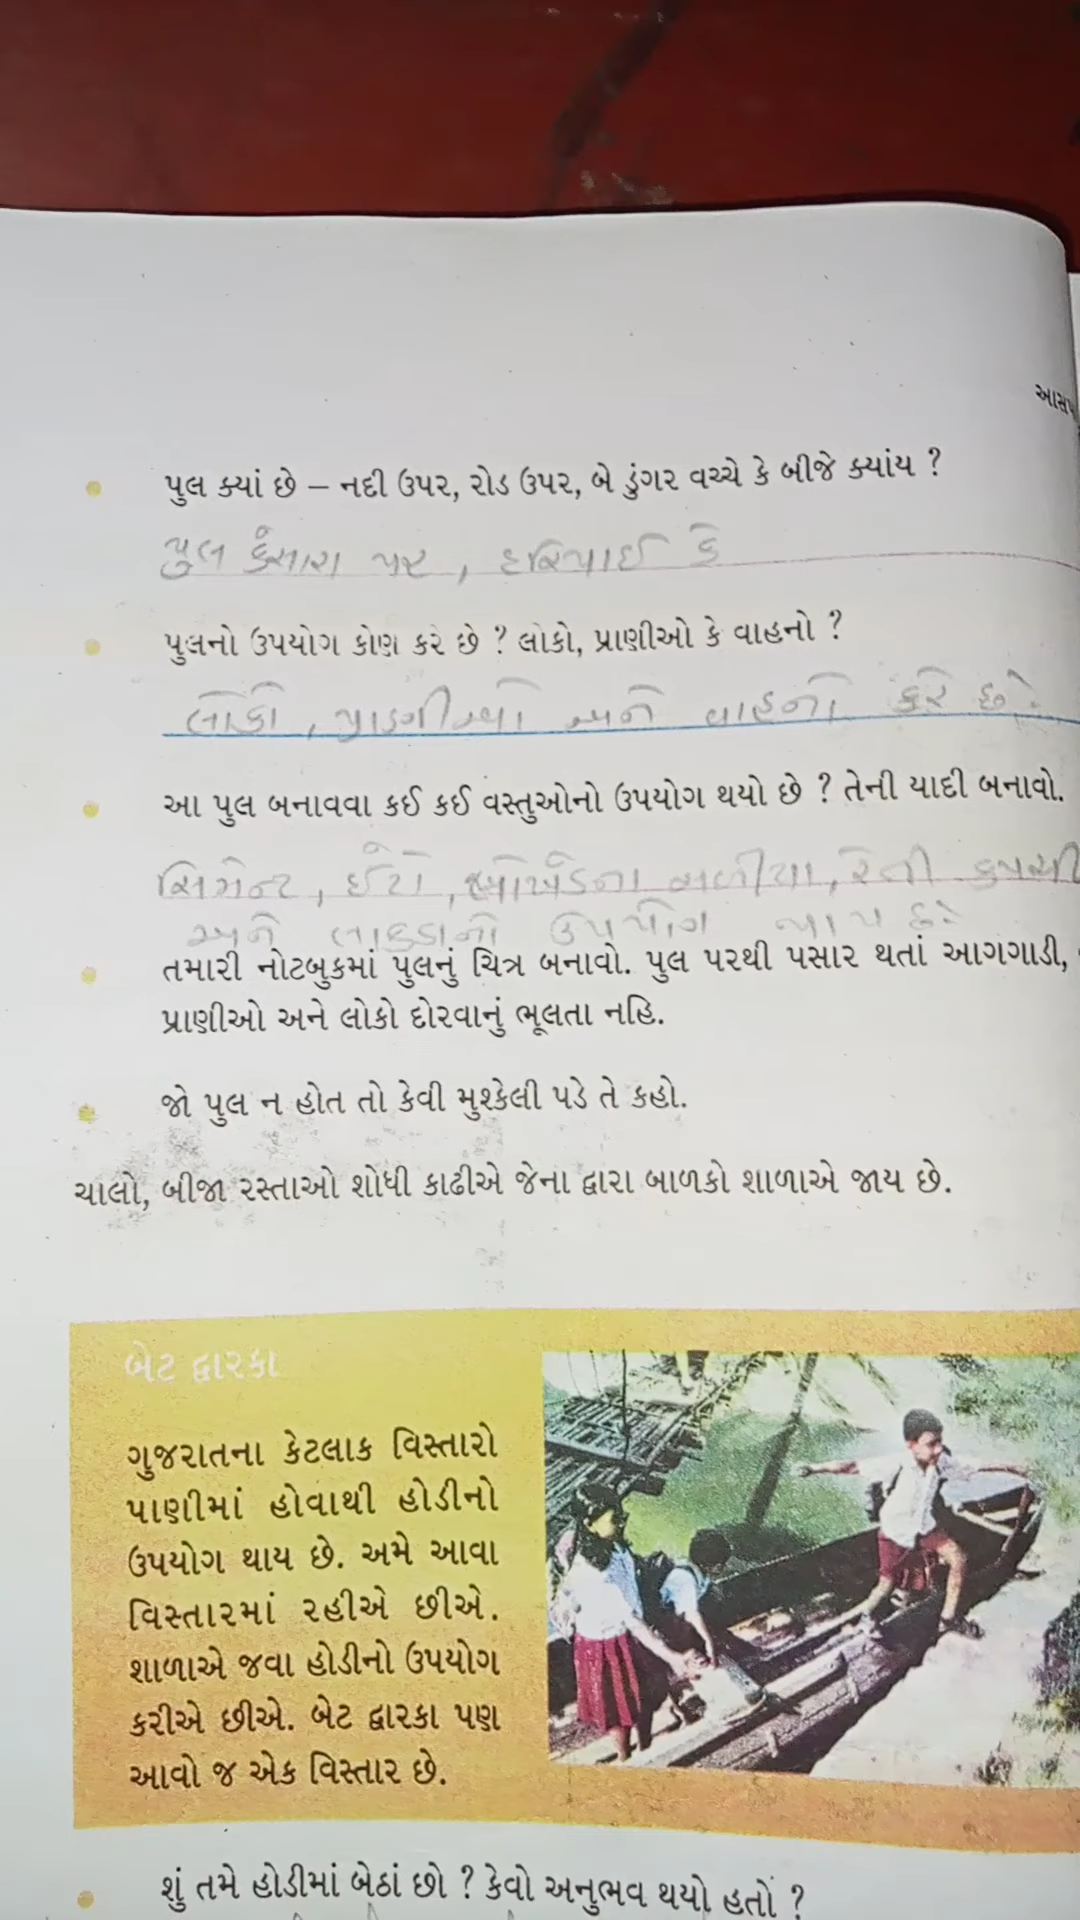 આસપ
પુલ ક્યાં છે – નદી ઉપર, રોડ ઉપર, બે ડુંગર વચ્ચે કે બીજે ક્યાંય ?
પુલ કંસારા પર,
પુલનો ઉપયોગ કોણ કરે છે ? લોકો, પ્રાણીઓ કે વાહનો ?
લોકો, અને વાહનો કરે છે.
આ પુલ બનાવવા કઈ કઈ વસ્તુઓનો ઉપયોગ થયો છે ? તેની યાદી બનાવો.
સિમેન્ટ, ઈંટો, રેતી
અને લાકડાનો ઉપયોગ થાય છે.
તમારી નોટબુકમાં પુલનું ચિત્ર બનાવો. પુલ પરથી પસાર થતાં આગગાડી,
પ્રાણીઓ અને લોકો દોરવાનું ભૂલતા નહિ.
જો પુલ ન હોત તો કેવી મુશ્કેલી પડે તે કહો.
ચાલો, બીજા રસ્તાઓ શોધી કાઢીએ જેના દ્વારા બાળકો શાળાએ જાય છે.
બેટ દ્વારકા
ગુજરાતના કેટલાક વિસ્તારો
પાણીમાં હોવાથી હોડીનો
ઉપયોગ થાય છે. અમે આવા
વિસ્તારમાં રહીએ છીએ.
શાળાએ જવા હોડીનો ઉપયોગ
કરીએ છીએ. બેટ દ્વારકા પણ
આવો જ એક વિસ્તાર છે.
શું તમે હોડીમાં બેઠાં છો ? કેવો અનુભવ થયો હતો ?